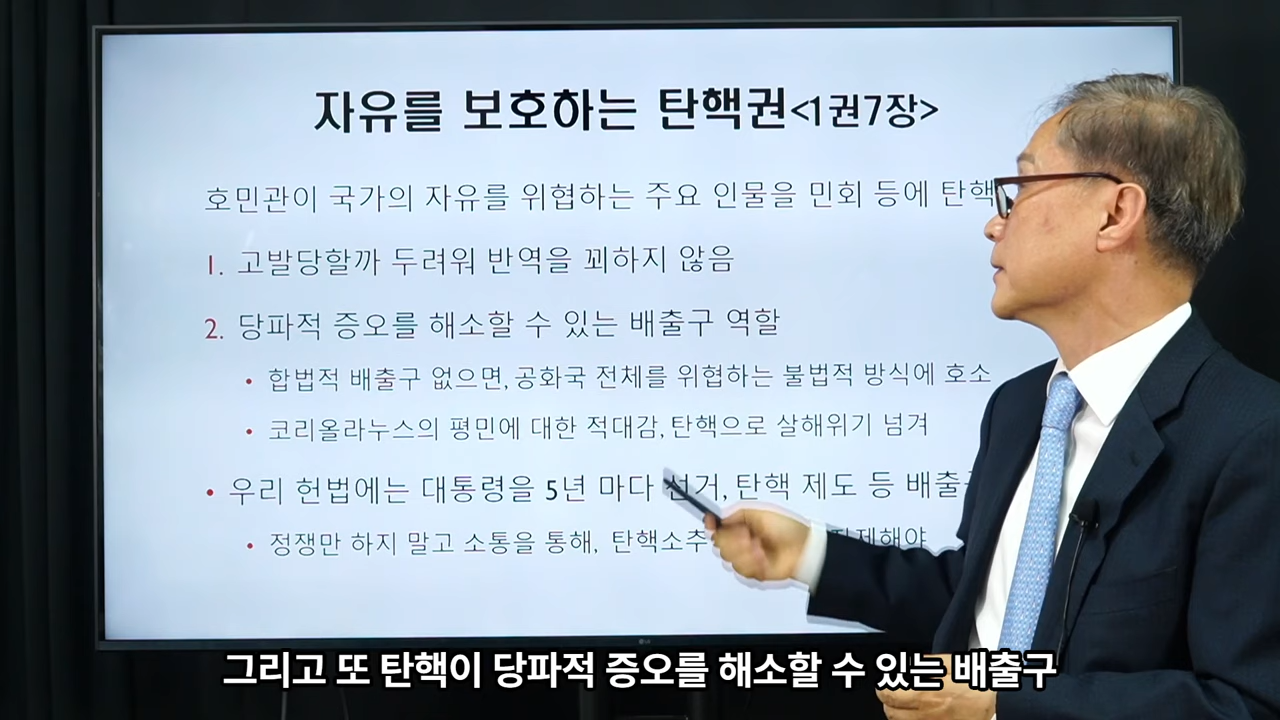 자유를 보호하는 탄핵권<1권7장>
호민관이 국가의 자유를 위협하는 주요 인물을 민회 등에 탄핵
1. 고발당할까 두려워 반역을 꾀하지 않음
2. 당파적 증오를 해소할 수 있는 배출구 역할
• 합법적 배출구 없으면, 공화국 전체를 위협하는 불법적 방식에 호소
• 코리올라누스의 평민에 대한 적대감, 탄핵으로 살해위기 넘겨
• 우리 헌법에는 대통령을 5년 마다 선거, 탄핵 제도 등 배출구
• 정쟁만 하지 말고 소통을 통해, 탄핵소추 자제해야
LG
그리고 또 탄핵이 당파적 증오를 해소할 수 있는 배출구